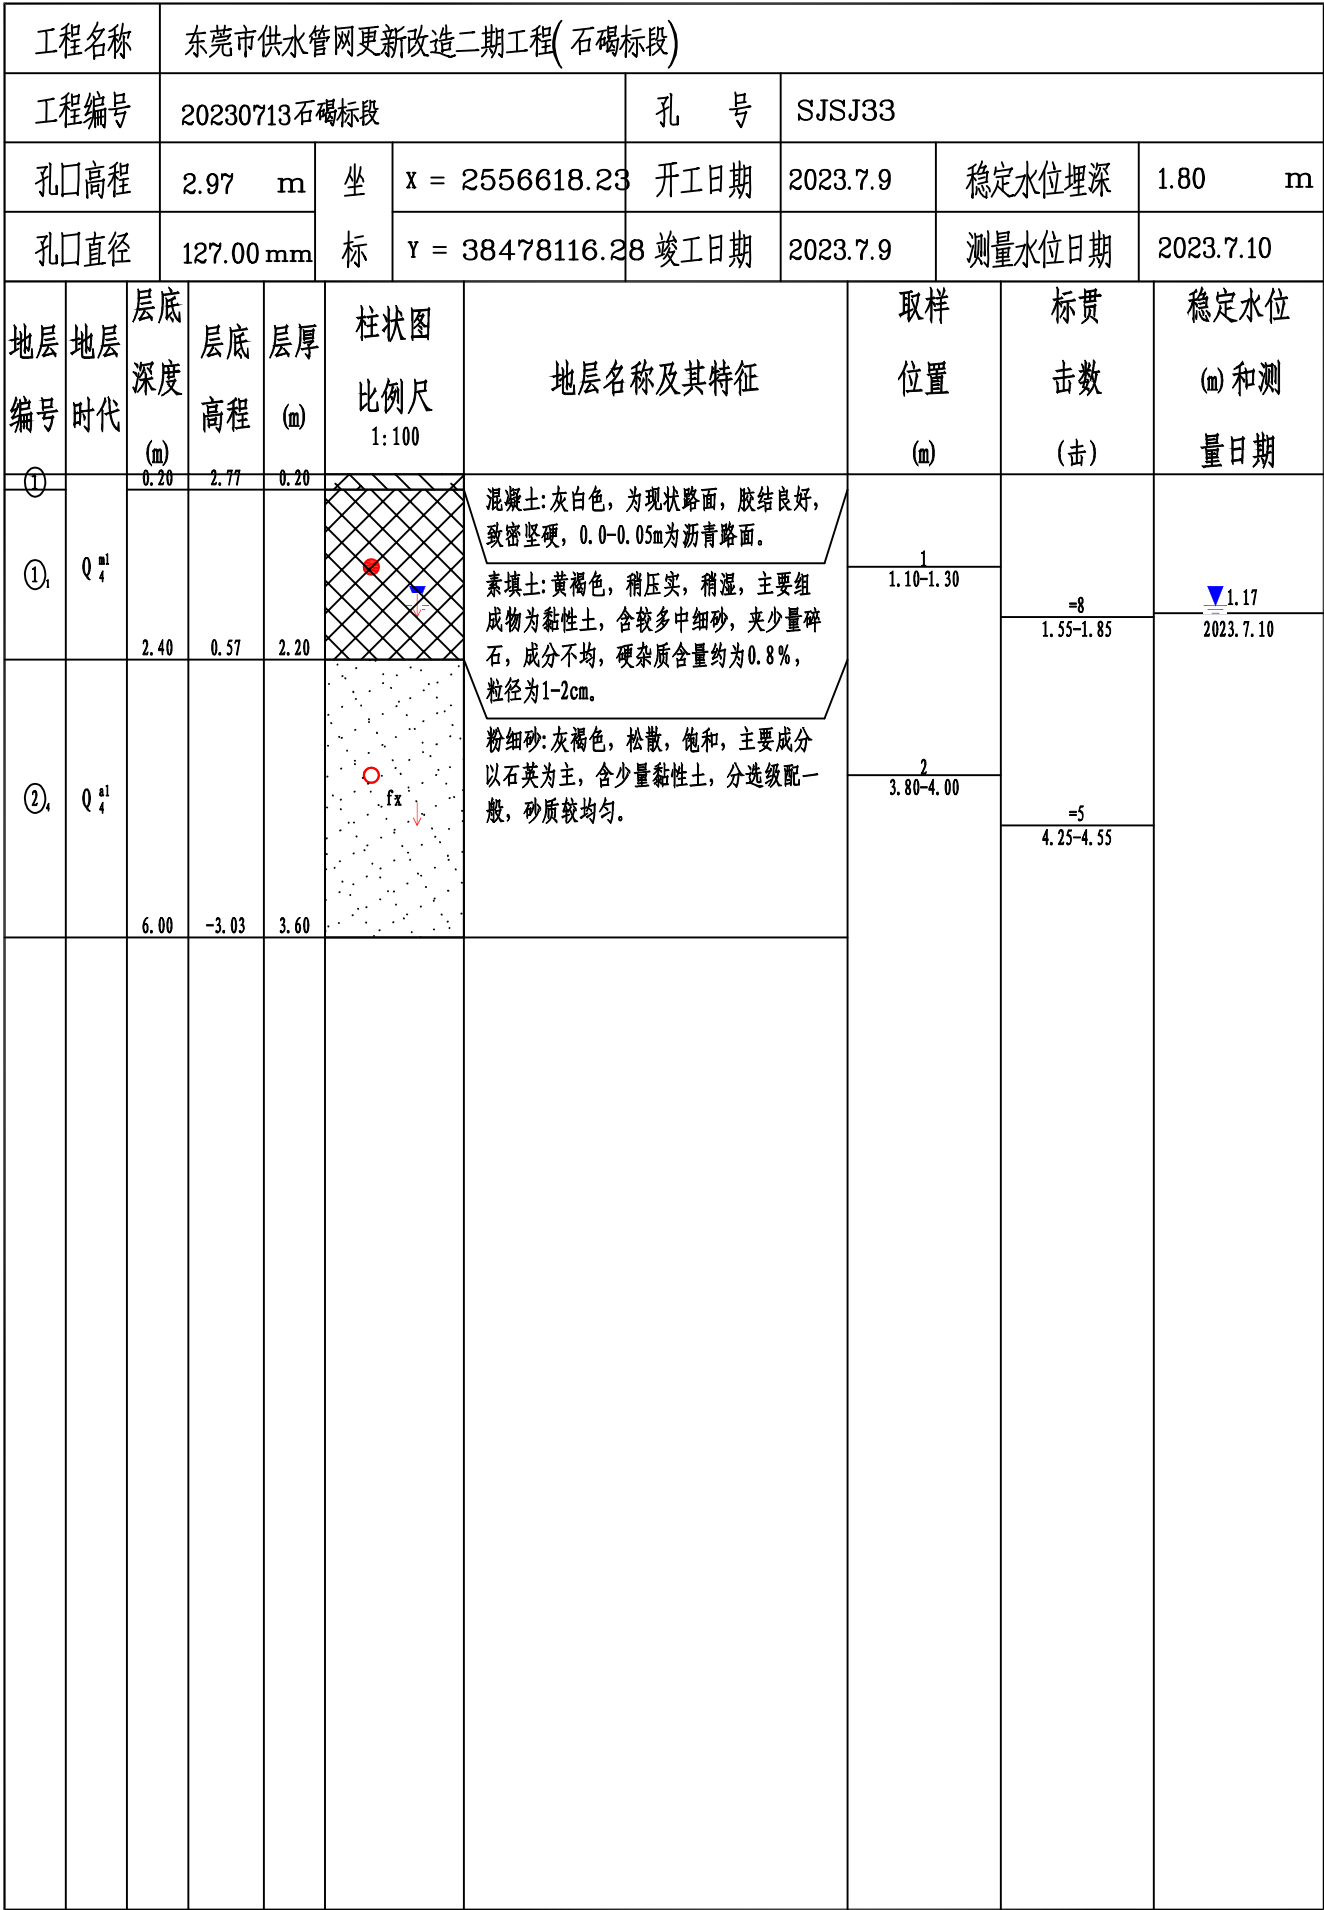 工程名称 东莞市供水管网更新改造二期工程(石碣标段)
工程编号 20230713石碣标段 孔 号 SJSJ33
孔口高程 2.97 m 坐 X = 2556618.23 开工日期 2023.7.9 稳定水位埋深 1.80 m
孔口直径 127.00 mm 标 Y = 38478116.28 竣工日期 2023.7.9 测量水位日期 2023.7.10
地层
编号
地层
时代
层底
深度
(m)
层底
高程
层厚
(m)
柱状图
比例尺
1:100
地层名称及其特征
取样
位置
(m)
标贯
击数
(击)
稳定水位
(m)和测
量日期
① 0.20 2.77 0.20
混凝土:灰白色，为现状路面，胶结良好，
致密坚硬，0.0-0.05m为沥青路面。
①1 Q4ml 2.40 0.57 2.20
素填土:黄褐色，稍压实，稍湿，主要组
成物为黏性土，含较多中细砂，夹少量碎
石，成分不均，硬杂质含量约为0.8%，
粒径为1-2cm。
1
1.10-1.30
=8
1.55-1.85
1.17
2023.7.10
②4 Q4al 6.00 -3.03 3.60
fx
粉细砂:灰褐色，松散，饱和，主要成分
以石英为主，含少量黏性土，分选级配一
般，砂质较均匀。
2
3.80-4.00
=5
4.25-4.55